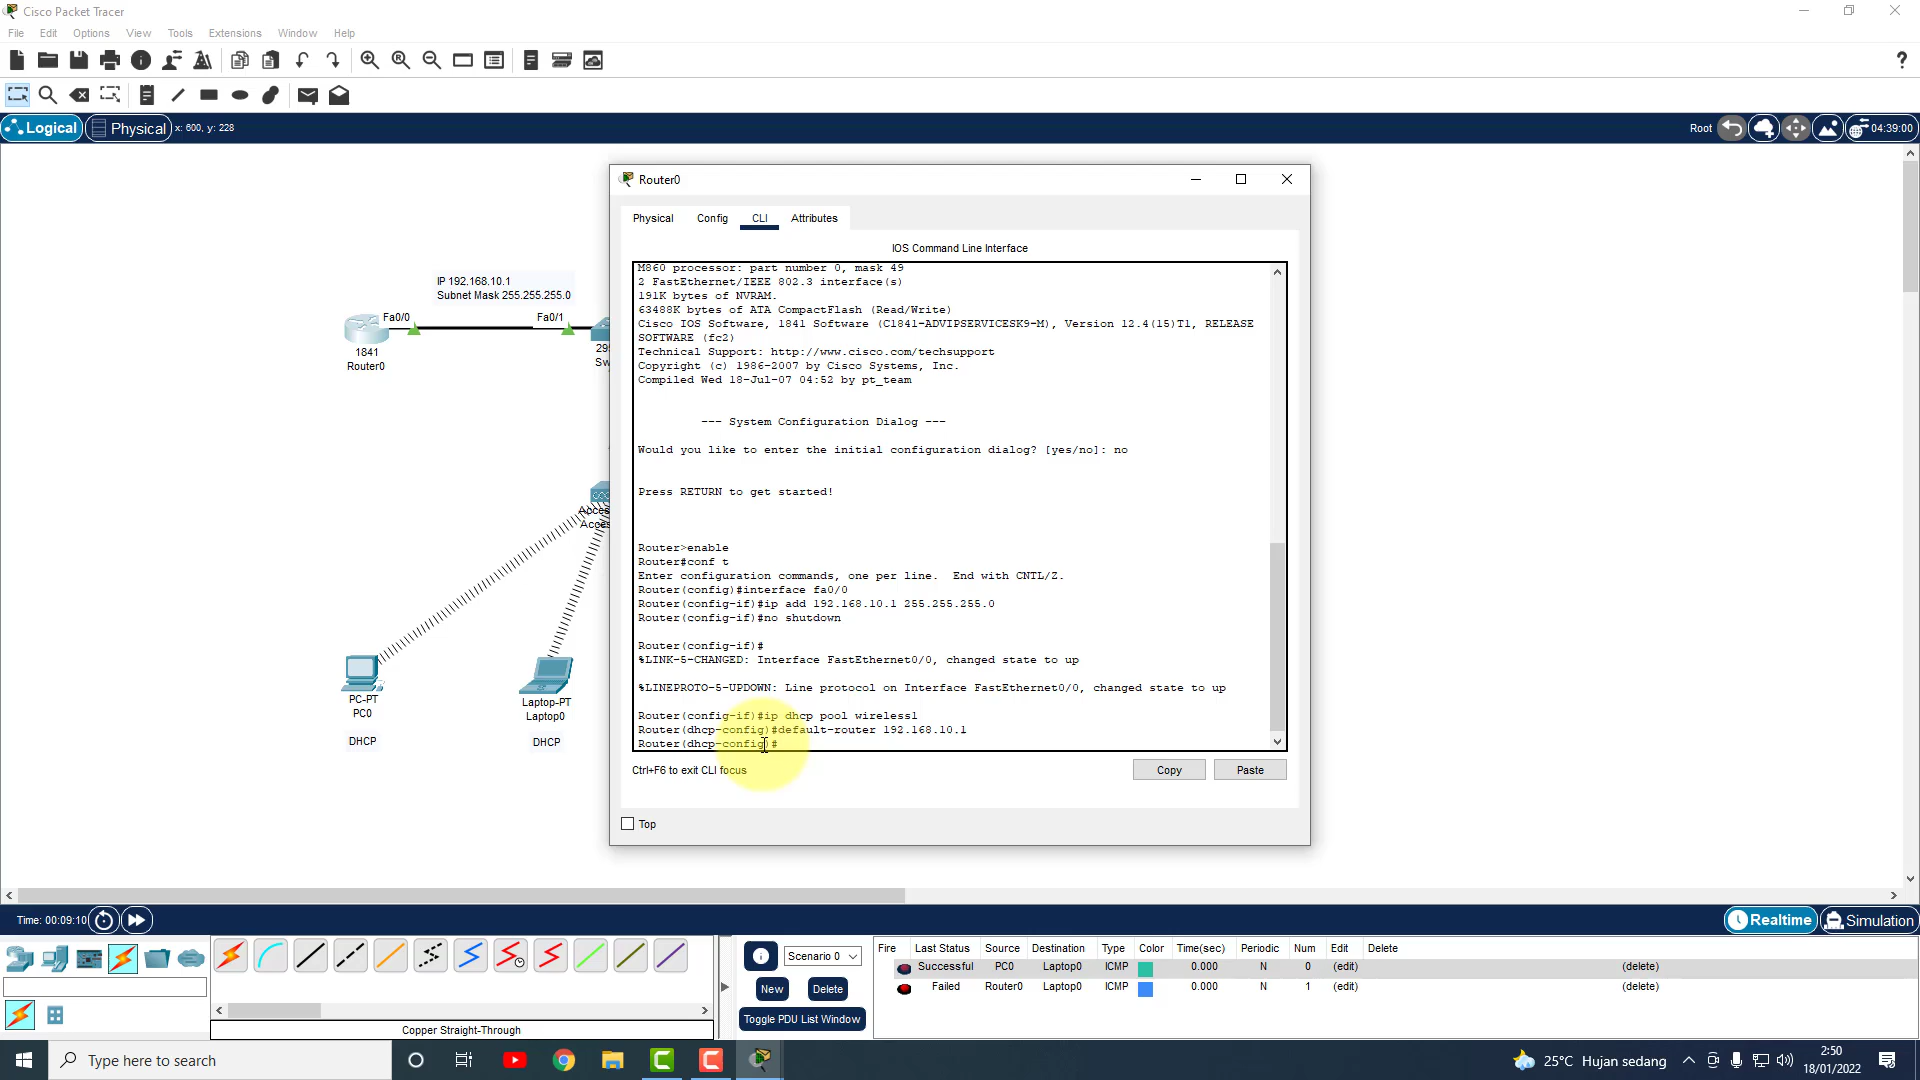 Cisco Packet Tracer
File Edit Options View Tools Extensions Window Help
Logical Physical x: 600, y: 228
Root 04:39:00
IP 192.168.10.1
Subnet Mask 255.255.255.0
Fa0/0 Fa0/1
1841
Router0
295
Sw
Acces
Acces
PC-PT
PC0
DHCP
Laptop-PT
Laptop0
DHCP
Router0
Physical Config CLI Attributes
IOS Command Line Interface
M860 processor: part number 0, mask 49
2 FastEthernet/IEEE 802.3 interface(s)
191K bytes of NVRAM.
63488K bytes of ATA CompactFlash (Read/Write)
Cisco IOS Software, 1841 Software (C1841-ADVIPSERVICESK9-M), Version 12.4(15)T1, RELEASE
SOFTWARE (fc2)
Technical Support: http://www.cisco.com/techsupport
Copyright (c) 1986-2007 by Cisco Systems, Inc.
Compiled Wed 18-Jul-07 04:52 by pt_team
--- System Configuration Dialog ---
Would you like to enter the initial configuration dialog? [yes/no]: no
Press RETURN to get started!
Router>enable
Router#conf t
Enter configuration commands, one per line.  End with CNTL/Z.
Router(config)#interface fa0/0
Router(config-if)#ip add 192.168.10.1 255.255.255.0
Router(config-if)#no shutdown
Router(config-if)#
%LINK-5-CHANGED: Interface FastEthernet0/0, changed state to up
%LINEPROTO-5-UPDOWN: Line protocol on Interface FastEthernet0/0, changed state to up
Router(config-if)#ip dhcp pool wireless1
Router(dhcp-config)#default-router 192.168.10.1
Router(dhcp-config)#
Ctrl+F6 to exit CLI focus
Copy Paste
Top
Time: 00:09:10
Realtime Simulation
Scenario 0
New Delete
Toggle PDU List Window
Fire Last Status Source Destination Type Color Time(sec) Periodic Num Edit Delete
Successful PC0 Laptop0 ICMP 0.000 N 0 (edit) (delete)
Failed Router0 Laptop0 ICMP 0.000 N 1 (edit) (delete)
Copper Straight-Through
Type here to search
25°C Hujan sedang
2:50
18/01/2022